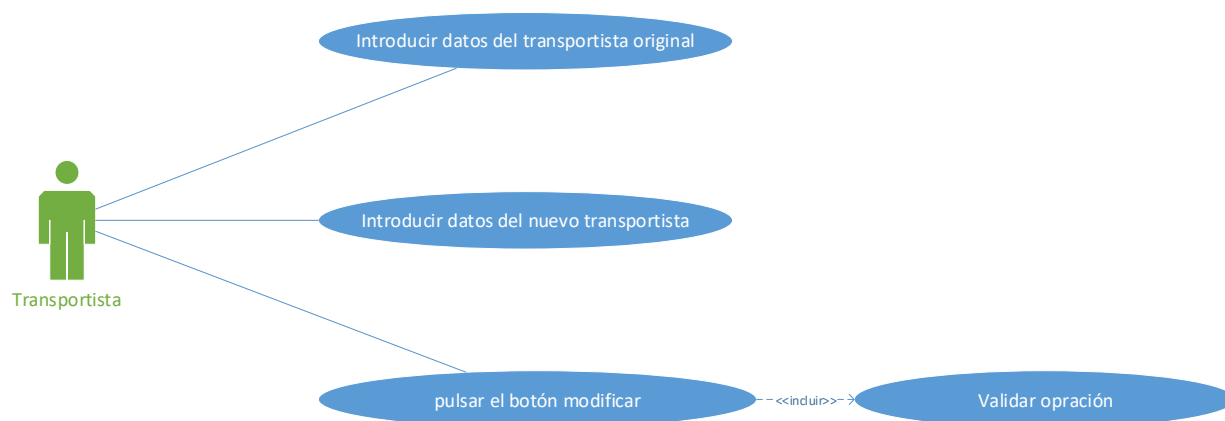 Introducir datos del transportista original
Introducir datos del nuevo transportista
Transportista
pulsar el botón modificar
<<incluir>>
Validar opración